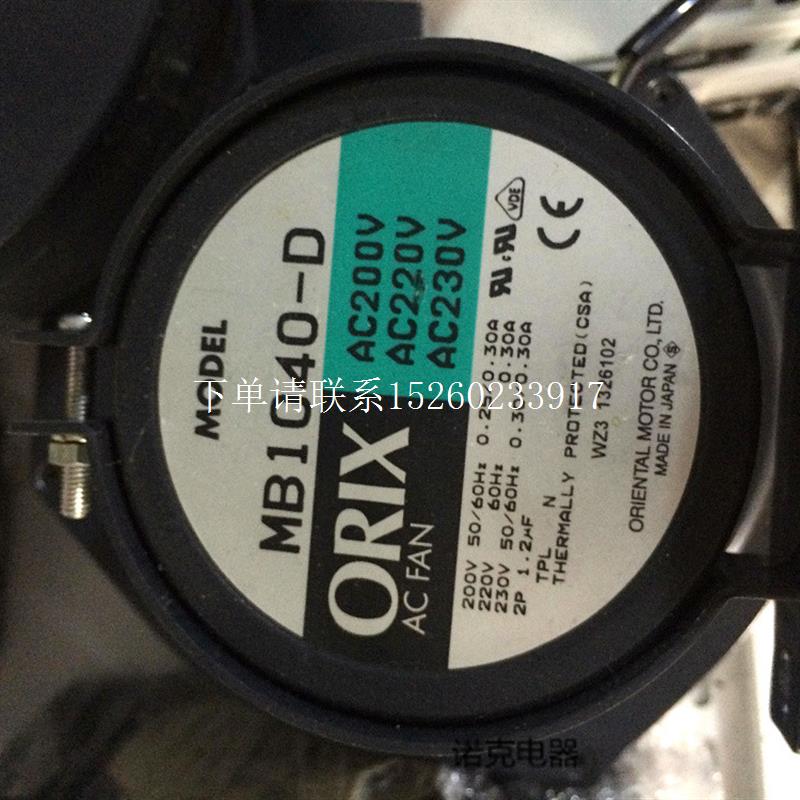 MODEL
MB1040-D
AC200V
AC220V
AC230V
ORIX
AC FAN
VDE
CE
200V 50/60Hz
220V 60Hz
230V 50/60Hz
2P 1.2μF
TPL N
THERMALLY PROTECTED(CSA)
WZ3 1326102
ORIENTAL MOTOR CO., LTD.
MADE IN JAPAN
下单请联系15260233917
诺克电器